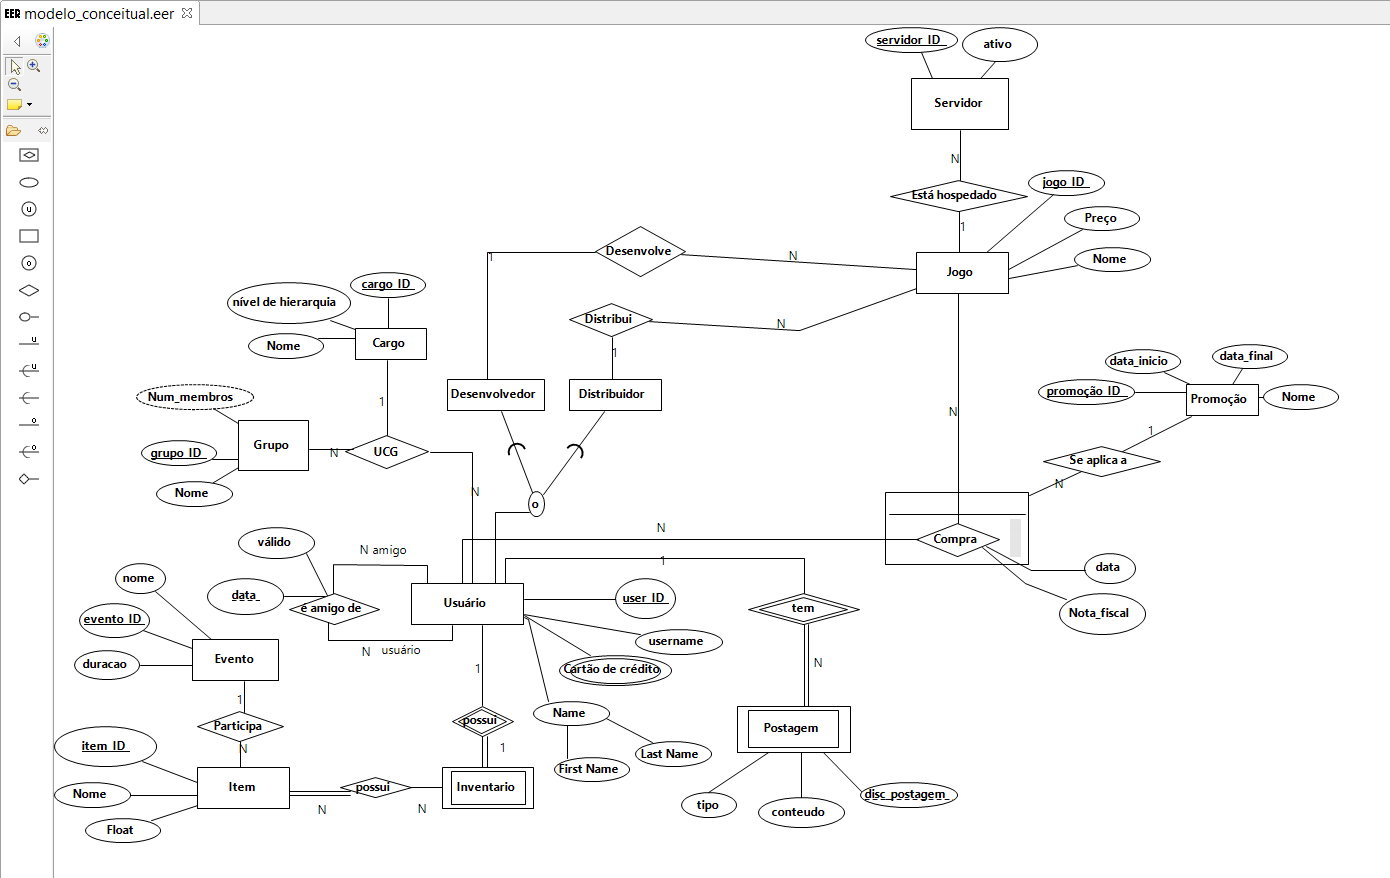 EER modelo_conceitual.eer
servidor_ID
ativo
Servidor
N
Está hospedado
1
jogo_ID
Preço
Nome
Jogo
Desenvolve
1
N
Distribui
N
1
cargo_ID
nível de hierarquia
Nome
Cargo
1
Desenvolvedor
Distribuidor
Num_membros
grupo_ID
Nome
Grupo
N
UCG
N
o
data_inicio
data_final
promoção_ID
Promoção
Nome
1
Se aplica a
N
N
Compra
N
data
Nota_fiscal
válido
N amigo
data_
é amigo de
N usuário
Usuário
user_ID
username
Cartão de crédito
Name
First Name
Last Name
1
tem
N
Postagem
tipo
conteudo
disc_postagem_
nome
evento_ID
duracao
Evento
1
Participa
N
item_ID
Nome
Float
Item
N
possui
N
1
possui
1
Inventario
u
o
u
u
o
o